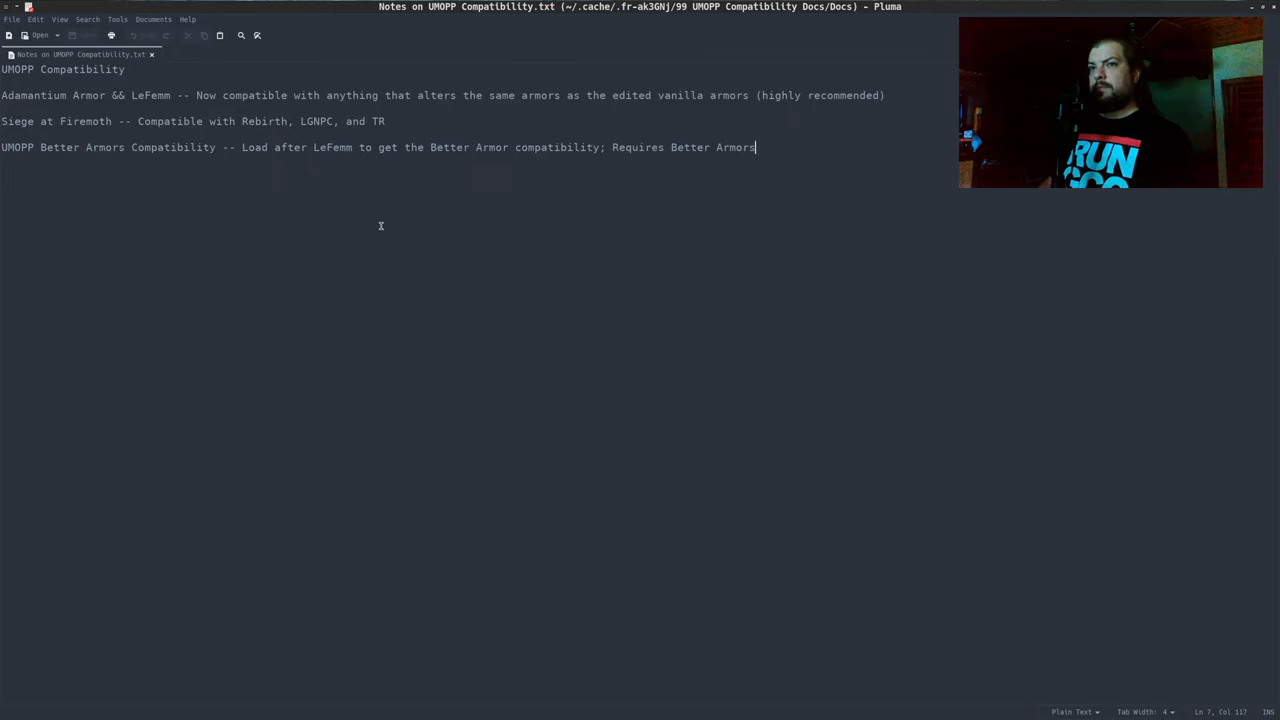 Notes on UMOPP Compatibility.txt (~/.cache/.fr-ak3GNj/99 UMOPP Compatibility Docs/Docs) - Pluma
File Edit View Search Tools Documents Help
Open
Notes on UMOPP Compatibility.txt
UMOPP Compatibility
Adamantium Armor && LeFemm -- Now compatible with anything that alters the same armors as the edited vanilla armors (highly recommended)
Siege at Firemoth -- Compatible with Rebirth, LGNPC, and TR
UMOPP Better Armors Compatibility -- Load after LeFemm to get the Better Armor compatibility; Requires Better Armors
RUN
GCC
Plain Text Tab Width: 4 Ln 7, Col 117 INS